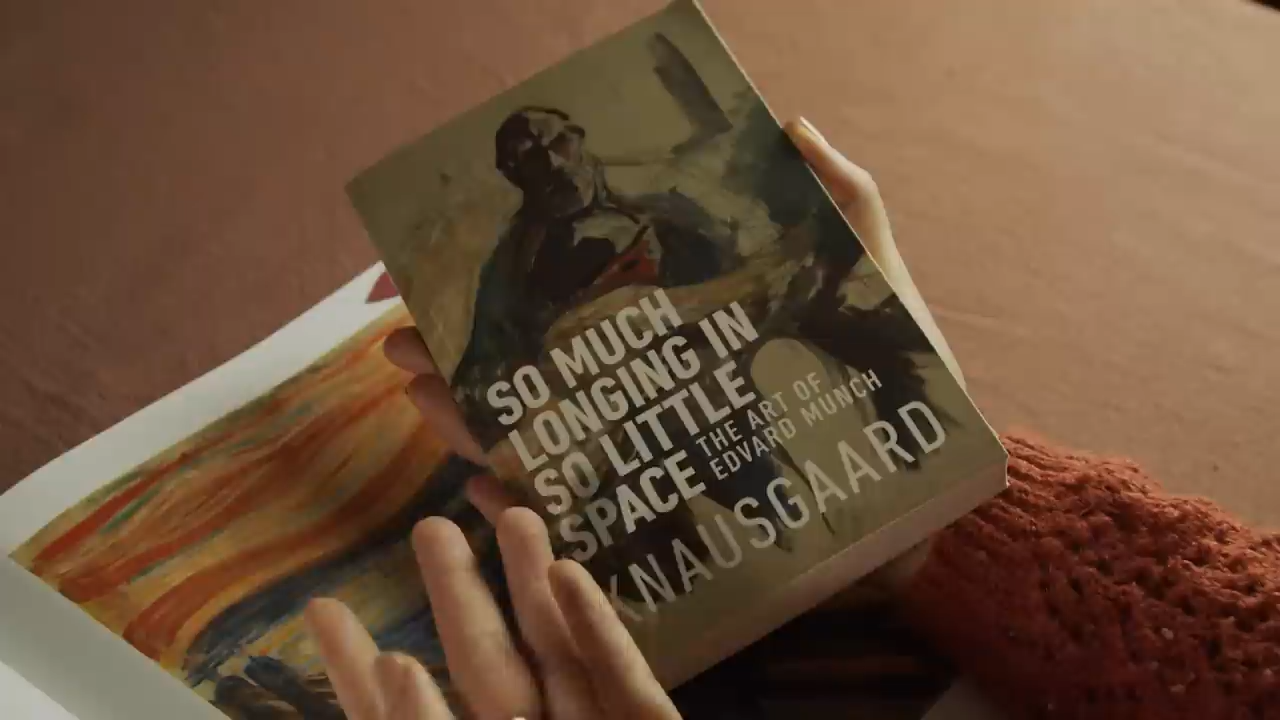 SO MUCH
LONGING IN
SO LITTLE
SPACE
THE ART OF
EDVARD MUNCH
KNAUSGAARD